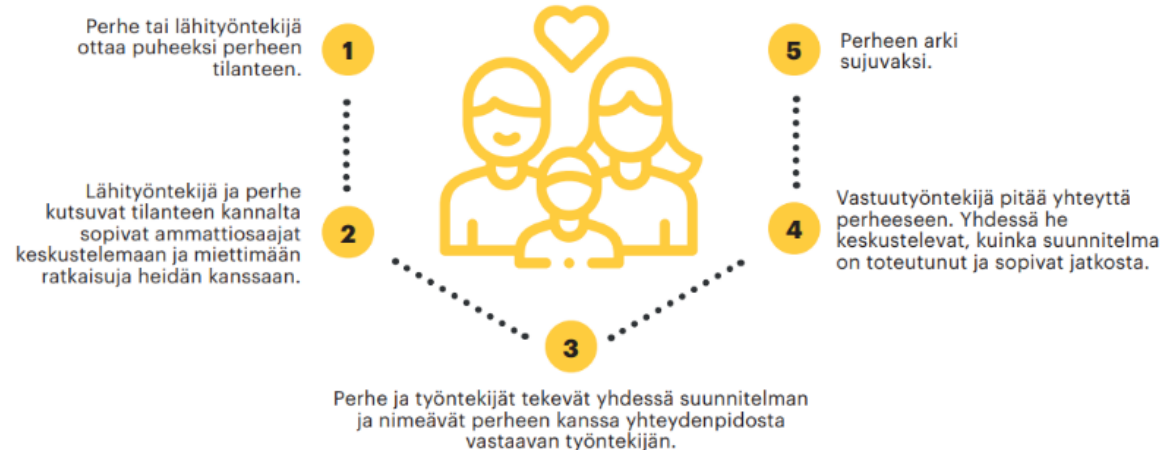 1
Perhe tai lähityöntekijä
ottaa puheeksi perheen
tilanteen.
2
Lähityöntekijä ja perhe
kutsuvat tilanteen kannalta
sopivat ammattiosaajat
keskustelemaan ja miettimään
ratkaisuja heidän kanssaan.
3
Perhe ja työntekijät tekevät yhdessä suunnitelman
ja nimeävät perheen kanssa yhteydenpidosta
vastaavan työntekijän.
4
Vastuutyöntekijä pitää yhteyttä
perheeseen. Yhdessä he
keskustelevat, kuinka suunnitelma
on toteutunut ja sopivat jatkosta.
5
Perheen arki
sujuvaksi.